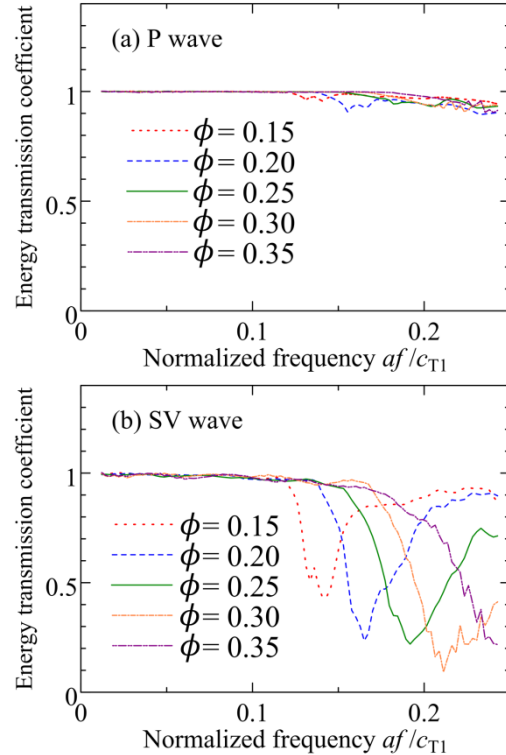 (a) P wave
Energy transmission coefficient
1
0.5
0
ϕ = 0.15
ϕ = 0.20
ϕ = 0.25
ϕ = 0.30
ϕ = 0.35
0 0.1 0.2
Normalized frequency af/cT1
(b) SV wave
Energy transmission coefficient
1
0.5
0
ϕ = 0.15
ϕ = 0.20
ϕ = 0.25
ϕ = 0.30
ϕ = 0.35
0 0.1 0.2
Normalized frequency af/cT1